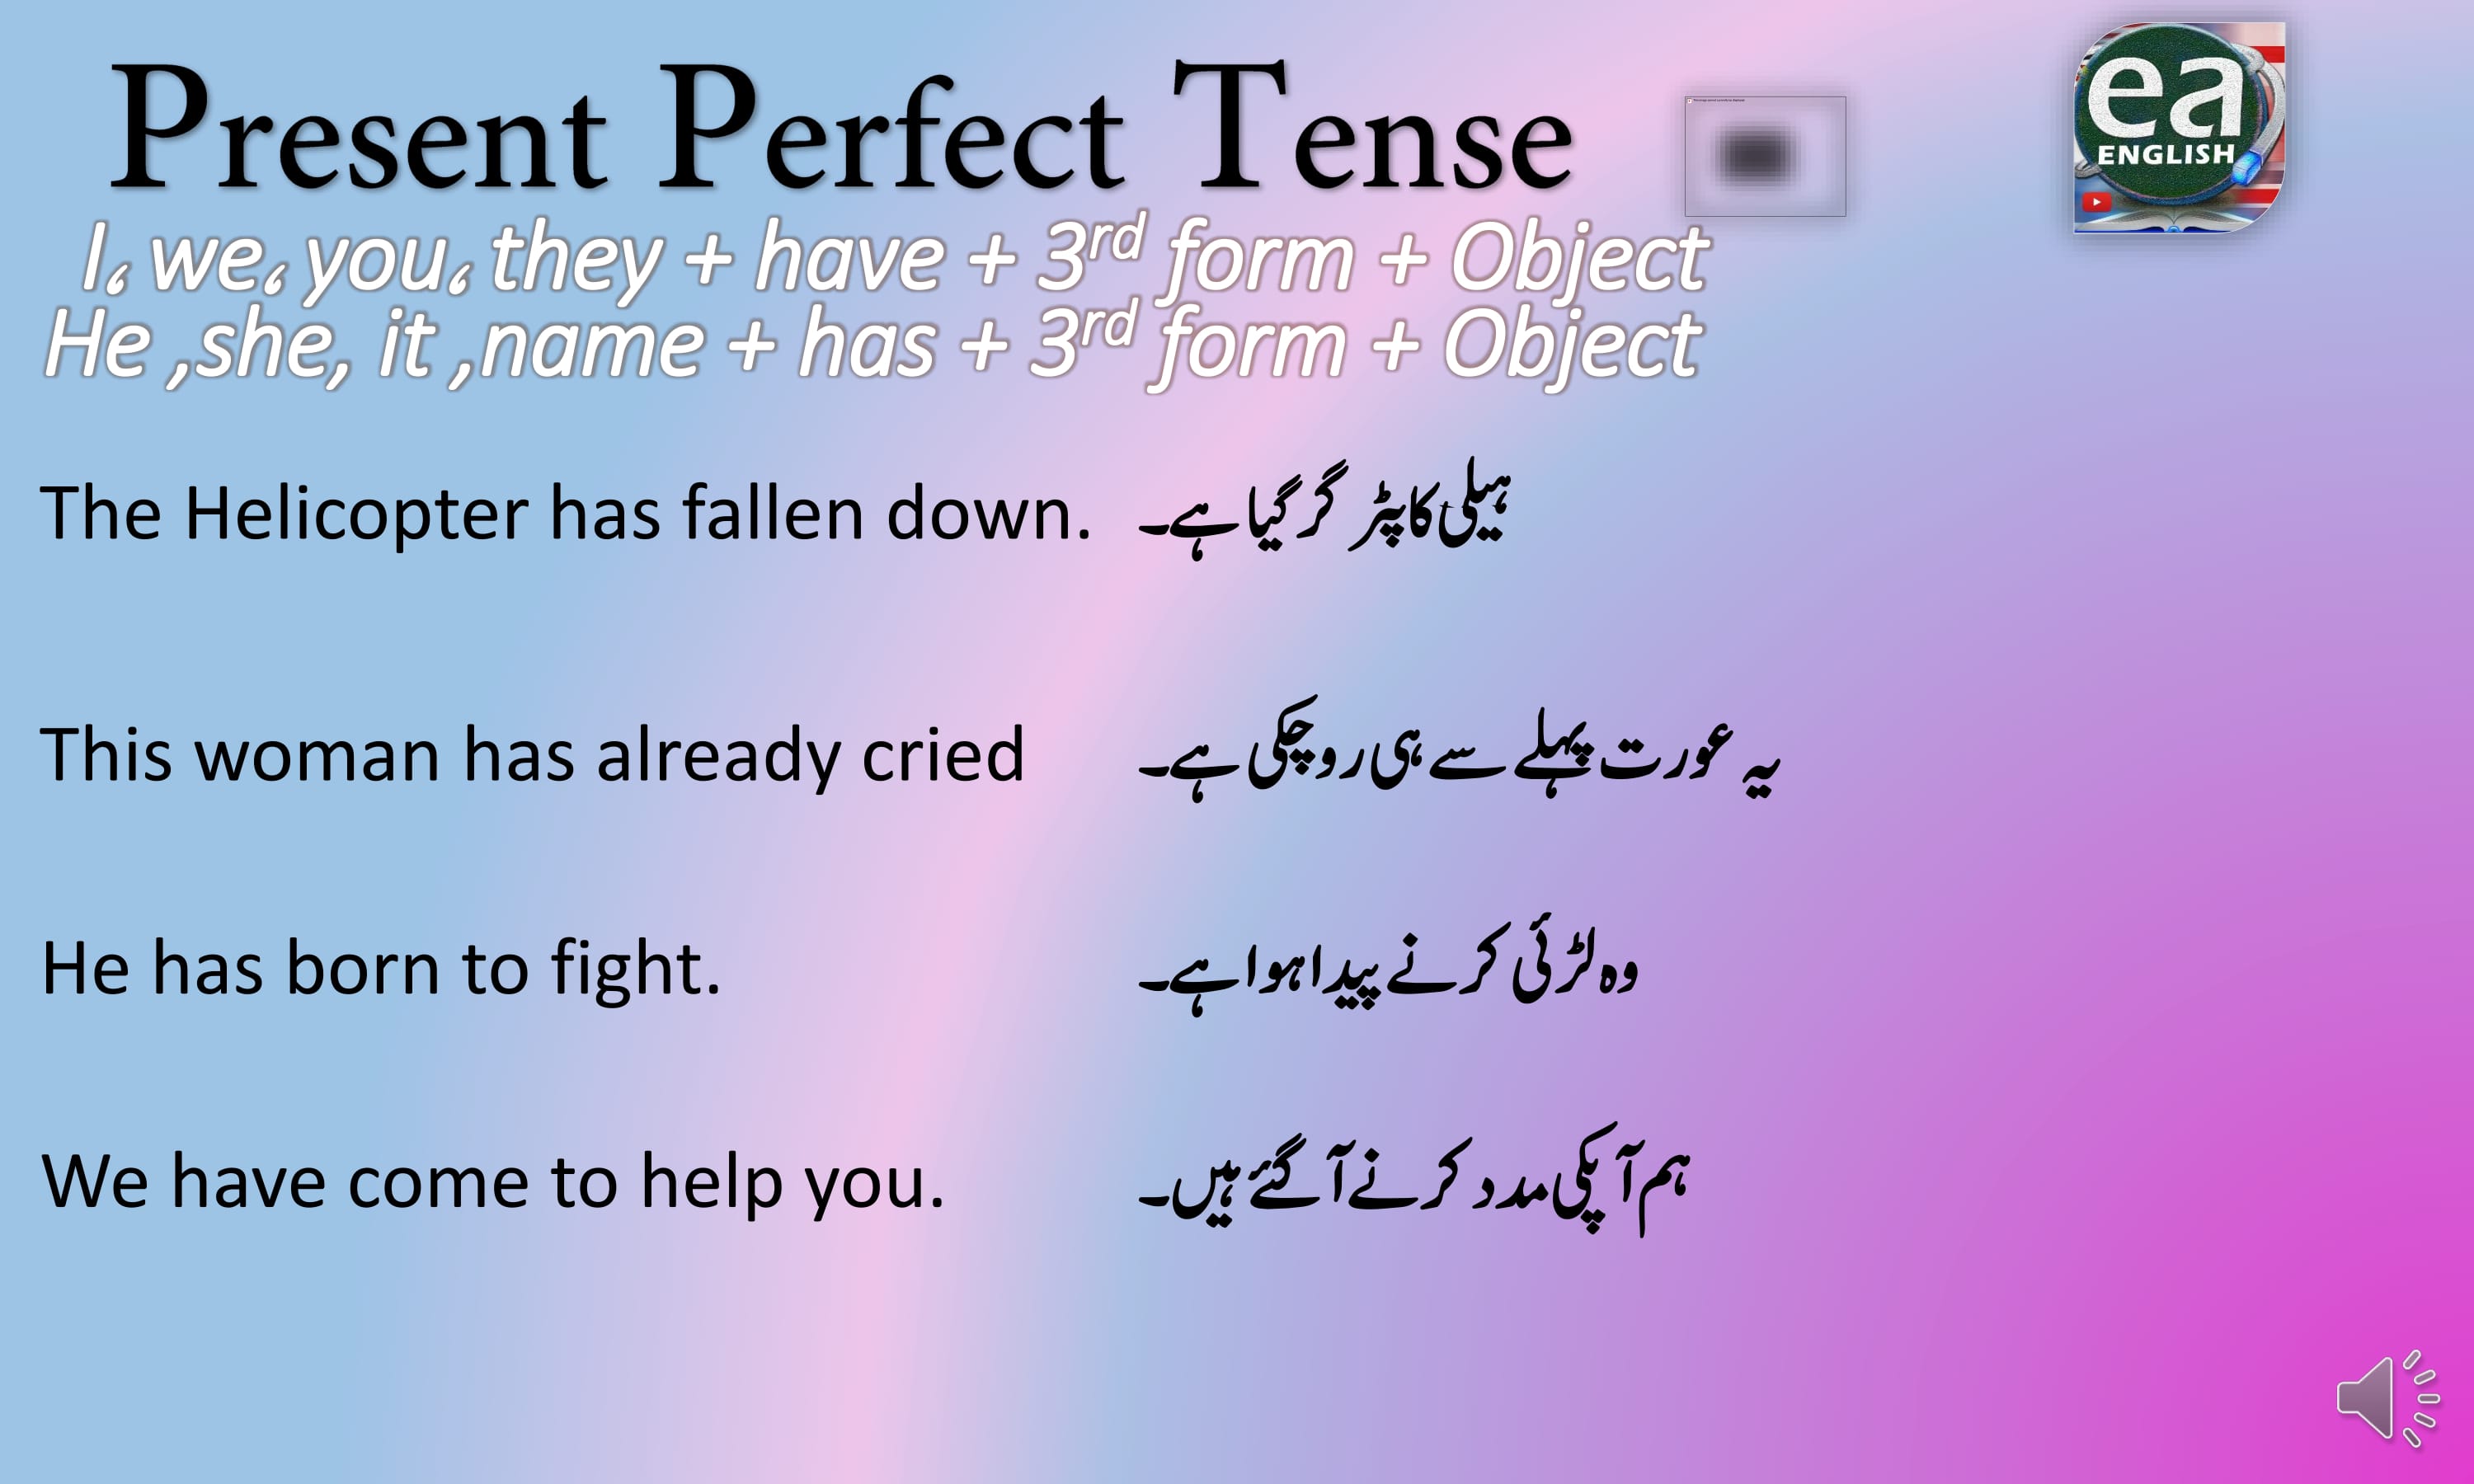 Present Perfect Tense
ea
ENGLISH
I، we، you، they + have + 3rd form + Object
He ,she, it ,name + has + 3rd form + Object
The Helicopter has fallen down. ہیلی کاپٹر گر گیا ہے۔
This woman has already cried یہ عورت پہلے سے ہی رو چکی ہے۔
He has born to fight. وہ لڑئی کرنے پیدا ہوا ہے۔
We have come to help you. ہم آپکی مدد کرنے آ گئے ہیں۔